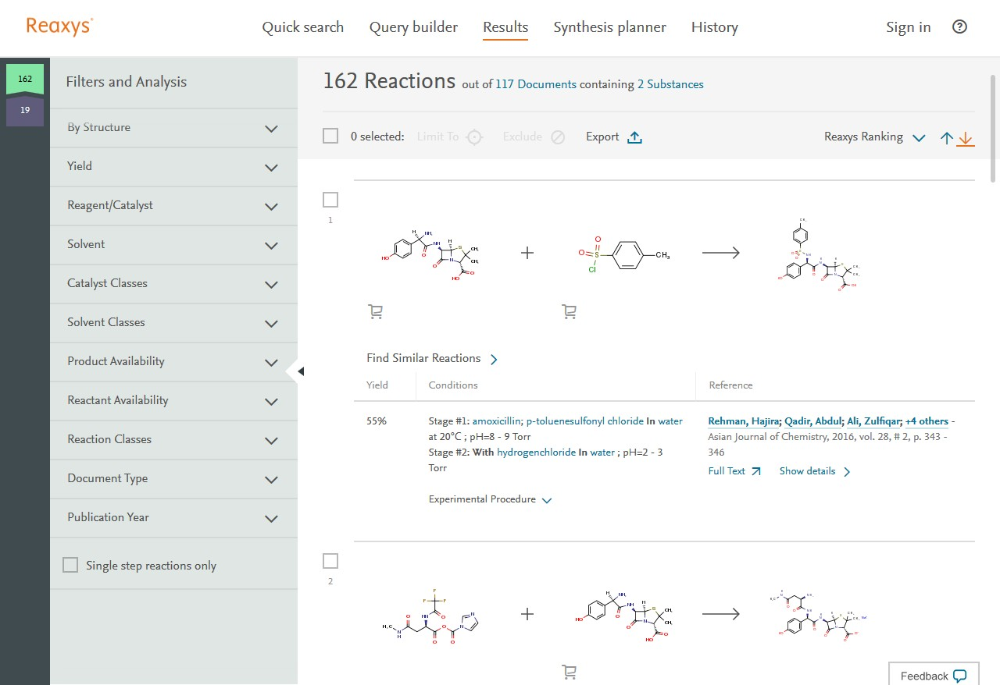 Reaxys®
Quick search
Query builder
Results
Synthesis planner
History
Sign in
?
162
19
Filters and Analysis
By Structure
Yield
Reagent/Catalyst
Solvent
Catalyst Classes
Solvent Classes
Product Availability
Reactant Availability
Reaction Classes
Document Type
Publication Year
Single step reactions only
162 Reactions out of 117 Documents containing 2 Substances
0 selected: Limit To Exclude Export
Reaxys Ranking
1
+
Find Similar Reactions
Yield Conditions Reference
55%
Stage #1: amoxicillin; p-toluenesulfonyl chloride In water
at 20°C ; pH=8 - 9 Torr
Stage #2: With hydrogenchloride In water ; pH=2 - 3
Torr
Experimental Procedure
Rehman, Hajira; Qadir, Abdul; Ali, Zulfiqar; +4 others -
Asian Journal of Chemistry, 2016, vol. 28, # 2, p. 343 -
346
Full Text Show details
2
+
Feedback